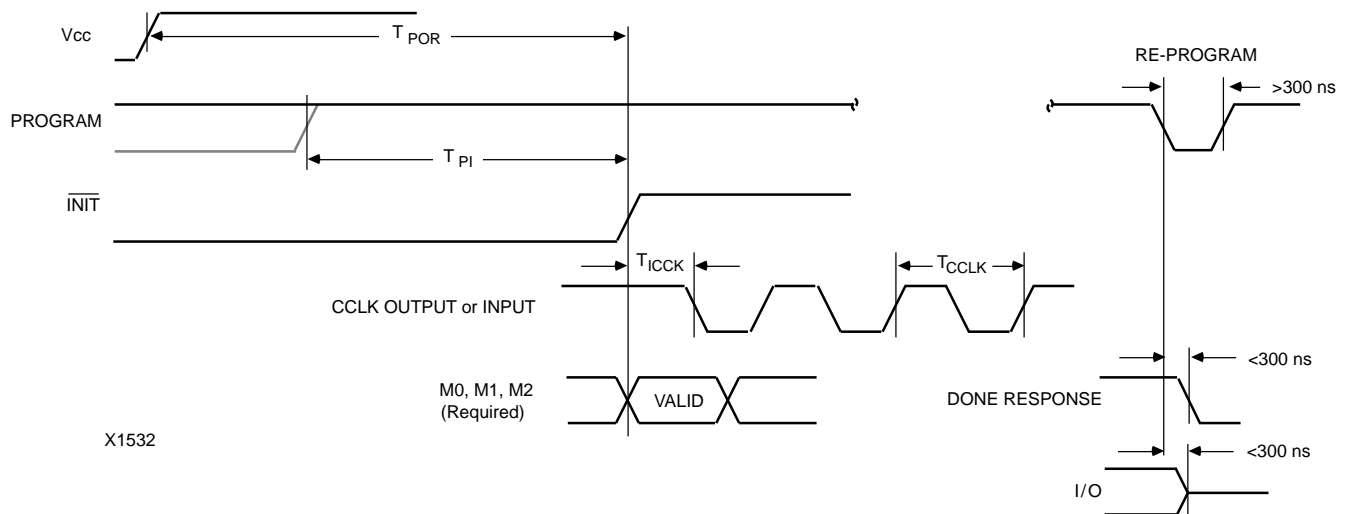 Vcc
T POR
RE-PROGRAM
>300 ns
PROGRAM
T PI
INIT
T ICCK
T CCLK
CCLK OUTPUT or INPUT
<300 ns
M0, M1, M2
(Required)
VALID
DONE RESPONSE
X1532
<300 ns
I/O